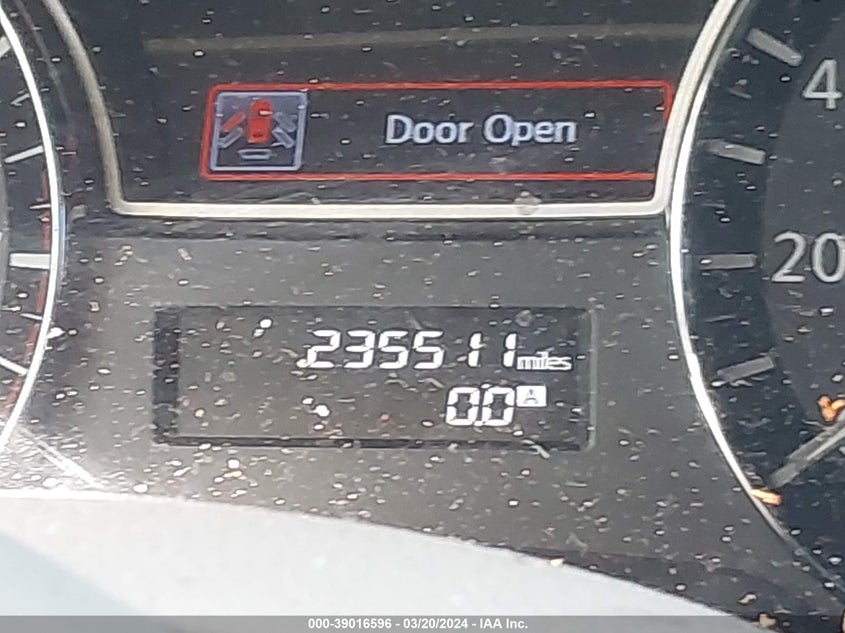 Door Open
4
20
235511 miles
0.0 A
000-39016596 - 03/20/2024 - IAA Inc.